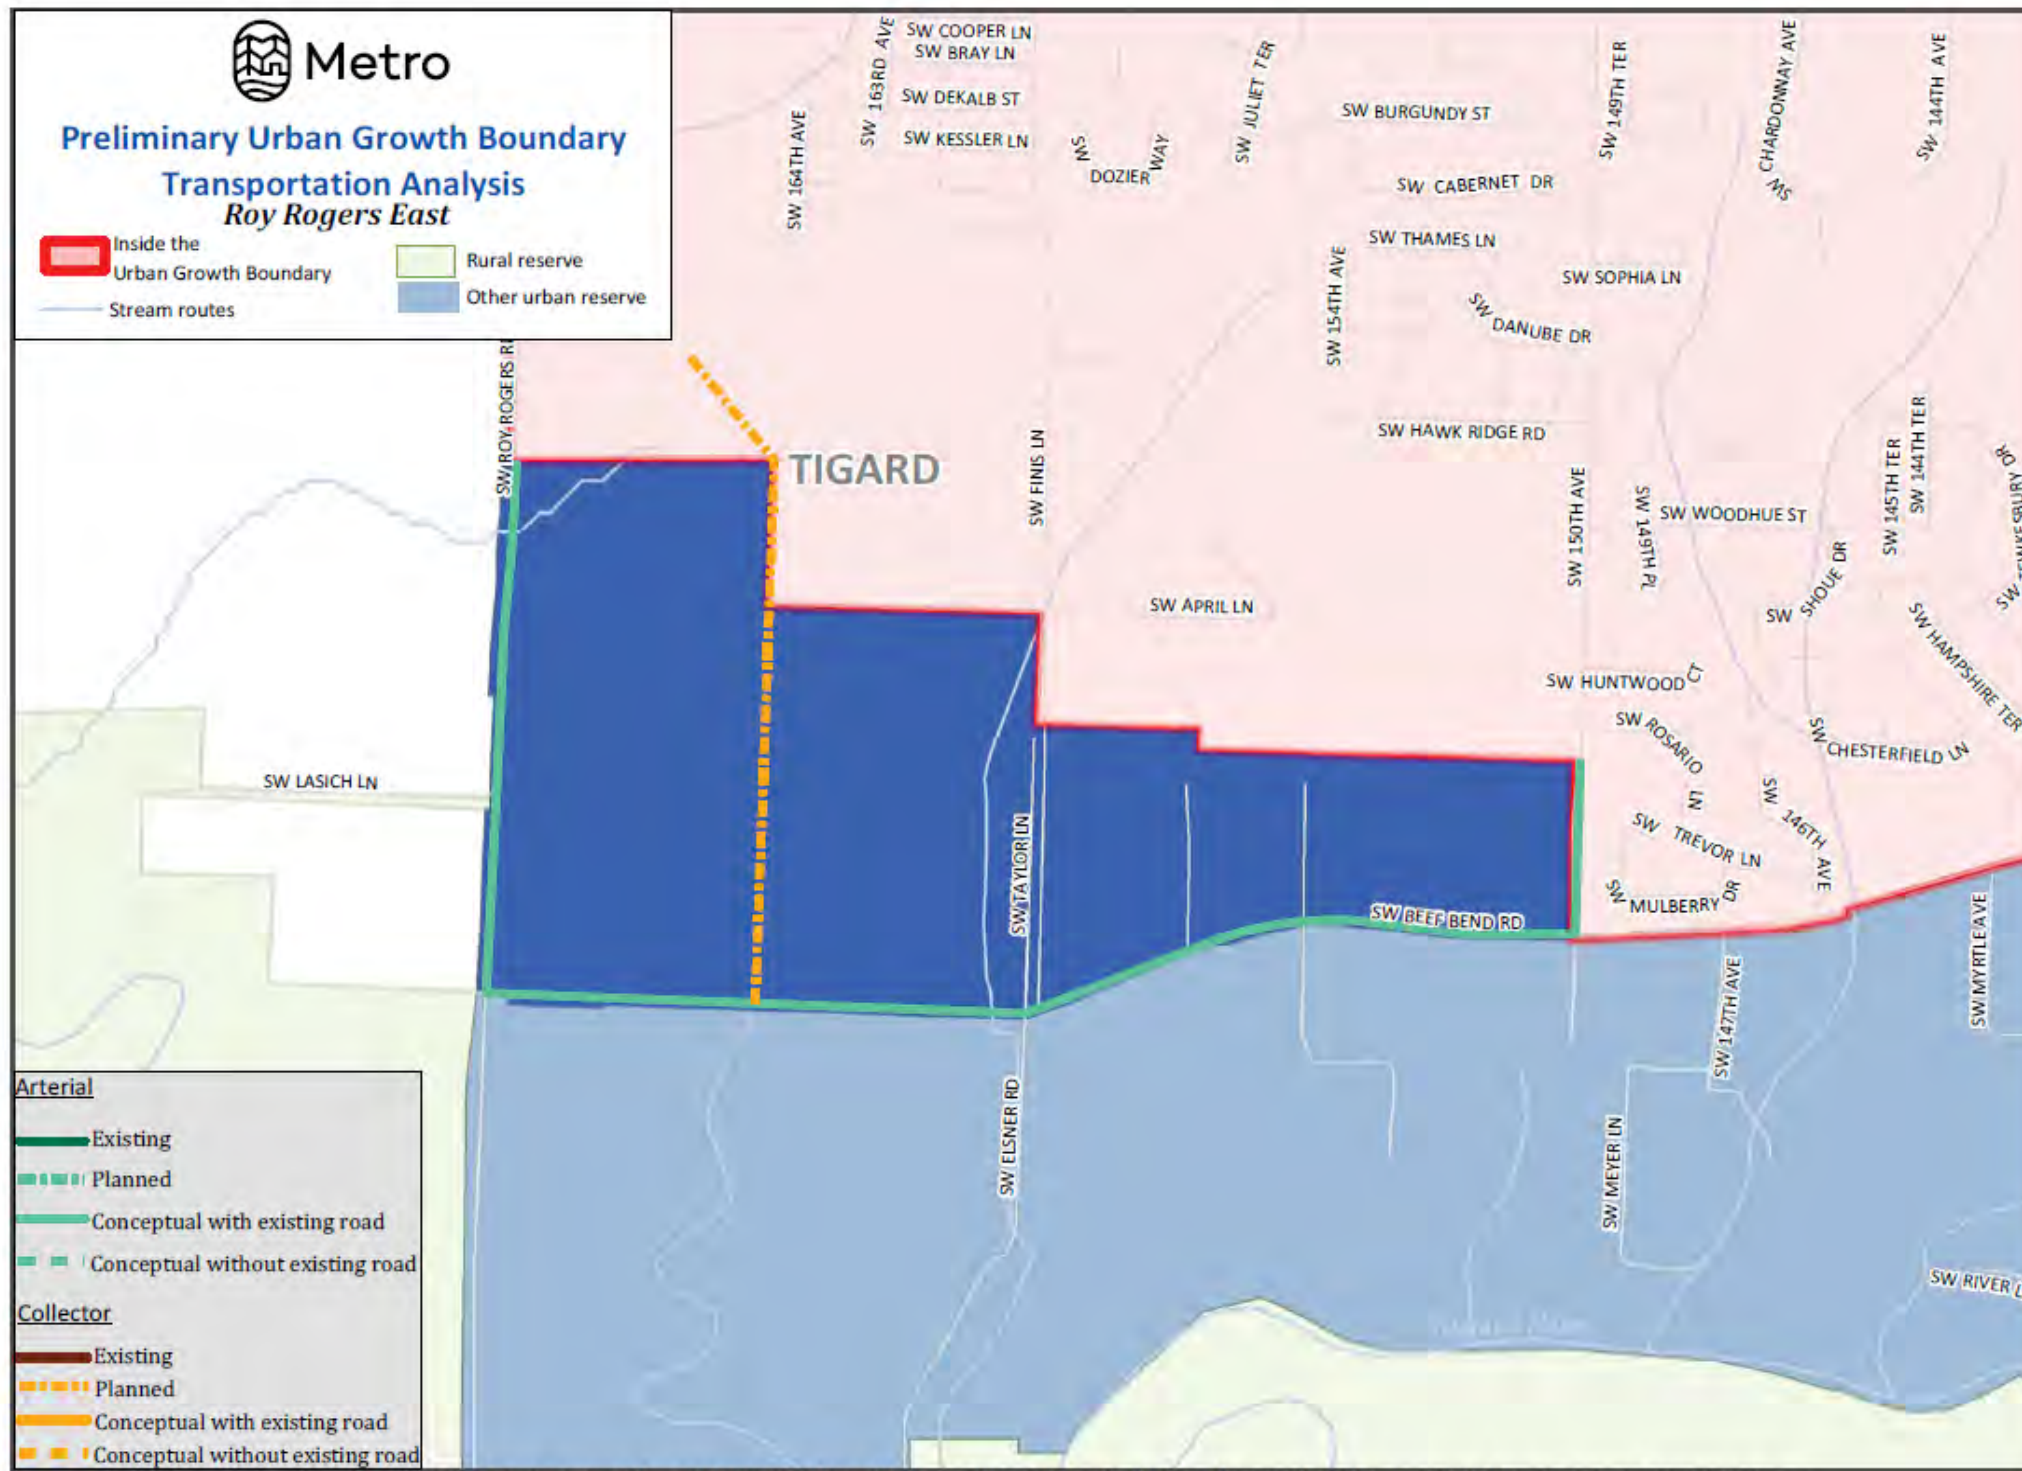 Metro
Preliminary Urban Growth Boundary
Transportation Analysis
Roy Rogers East
Inside the
Urban Growth Boundary
Stream routes
Rural reserve
Other urban reserve
SW COOPER LN
SW BRAY LN
SW 163RD AVE
SW DEKALB ST
SW KESSLER LN
SW 164TH AVE
SW DOZIER WAY
SW JULIET TER
SW BURGUNDY ST
SW 149TH TER
SW CHARDONNAY AVE
SW 144TH AVE
SW CABERNET DR
SW THAMES LN
SW 154TH AVE
SW SOPHIA LN
SW DANUBE DR
SW ROY ROGERS R
TIGARD
SW FINIS LN
SW HAWK RIDGE RD
SW 150TH AVE
SW 149TH PL
SW WOODHUE ST
SW 145TH TER
SW 144TH TER
SW SHOUE DR
SW HAMPSHIRE TER
SW APRIL LN
SW HUNTWOOD CT
SW ROSARIO LN
SW CHESTERFIELD LN
SW LASICH LN
SW TAYLOR LN
SW TREVOR LN
SW 146TH AVE
SW MULBERRY DR
SW BEEF BEND RD
SW MYRTLE AVE
SW 147TH AVE
SW ELSNER RD
SW MEYER LN
SW RIVER L
Arterial
Existing
Planned
Conceptual with existing road
Conceptual without existing road
Collector
Existing
Planned
Conceptual with existing road
Conceptual without existing road